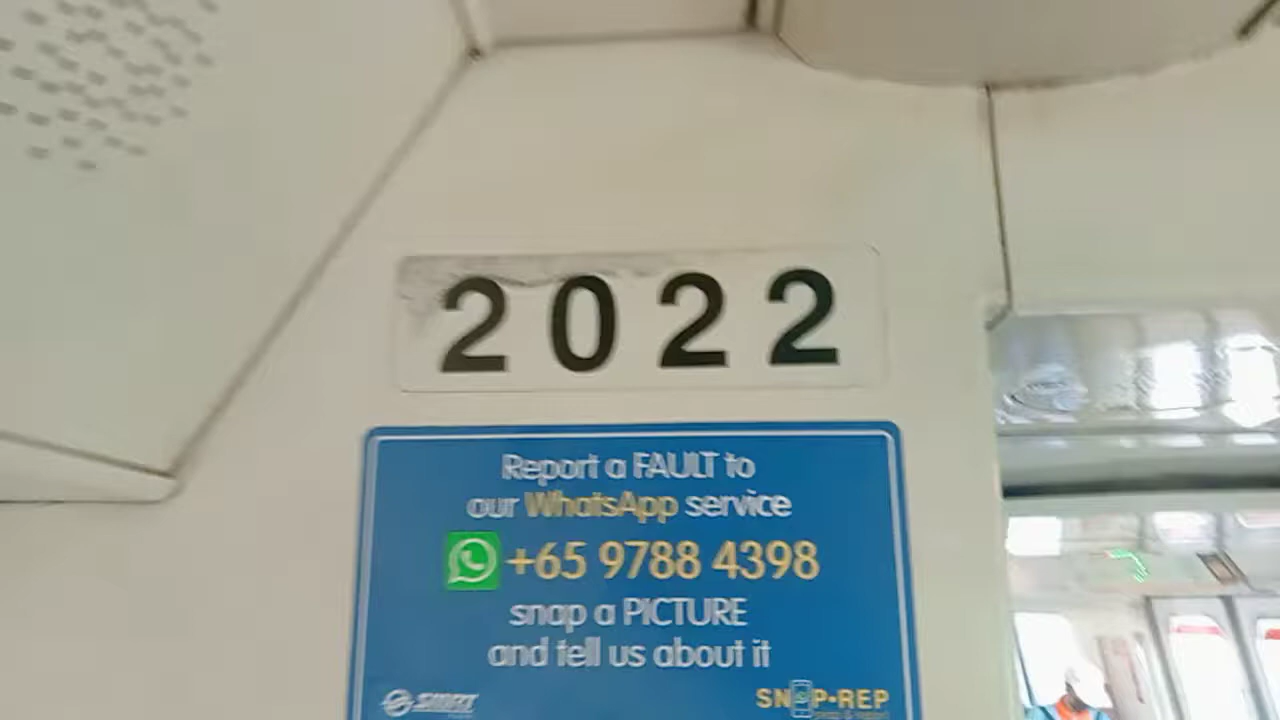 2022
Report a FAULT to
our WhatsApp service
+65 9788 4398
snap a PICTURE
and tell us about it
SMRT
SNAP•REP